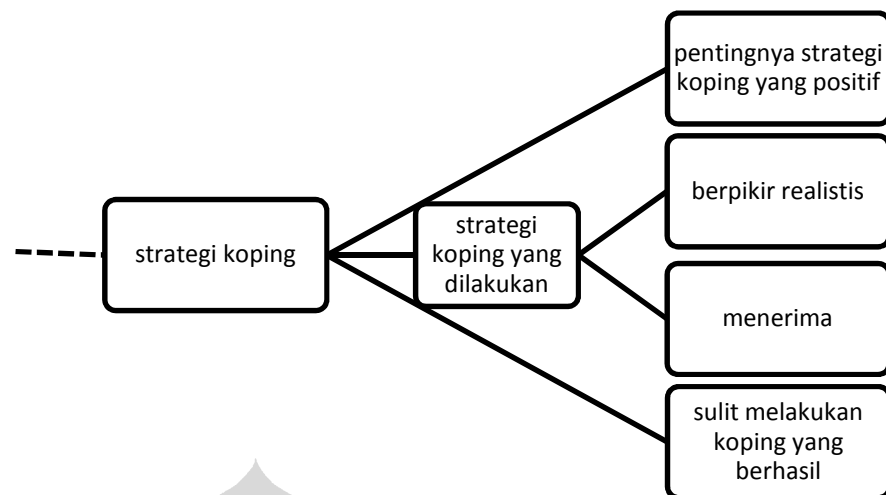 pentingnya strategi
koping yang positif
berpikir realistis
strategi koping
strategi
koping yang
dilakukan
menerima
sulit melakukan
koping yang
berhasil